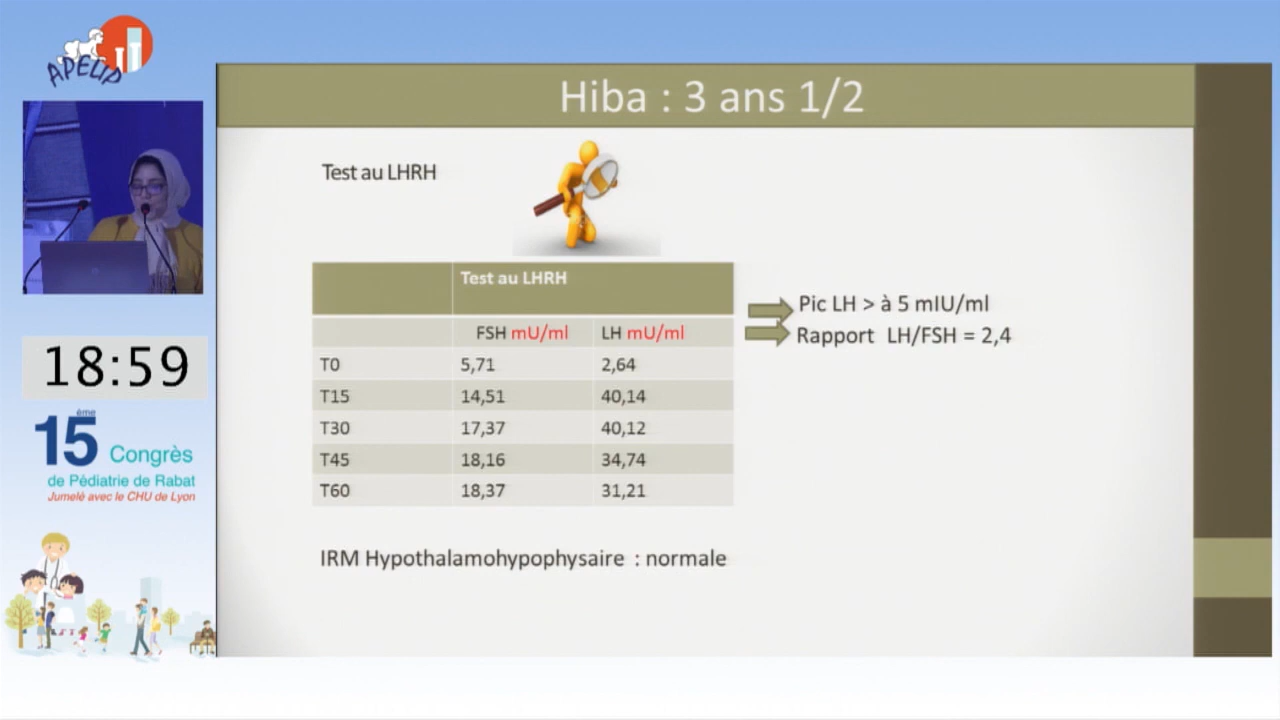 APEUP
18:59
15ème Congrès
de Pédiatrie de Rabat
Jumelé avec le CHU de Lyon
Hiba : 3 ans 1/2
Test au LHRH
Test au LHRH
FSH mU/ml LH mU/ml
T0 5,71 2,64
T15 14,51 40,14
T30 17,37 40,12
T45 18,16 34,74
T60 18,37 31,21
Pic LH > à 5 mIU/ml
Rapport LH/FSH = 2,4
IRM Hypothalamohypophysaire : normale